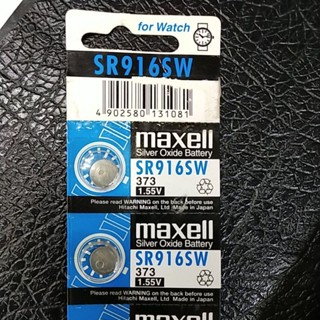 for Watch
SR916SW
4 902580 131081
maxell
Silver Oxide Battery
SR916SW
373
1.55V
Please read WARNING on the back before use
Hitachi Maxell, Ltd Made in Japan
maxell
Silver Oxide Battery
SR916SW
373
1.55V
Please read WARNING on the back before use
Hitachi Maxell, Ltd Made in Japan